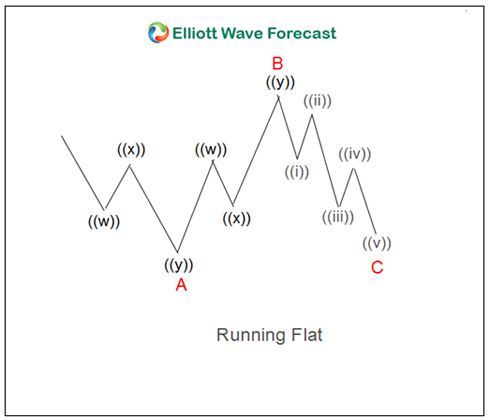 Elliott Wave Forecast
B
((y))
((ii))
((x))
((w))
((iv))
((i))
((w))
((x))
((iii))
((v))
((y))
A
C
Running Flat